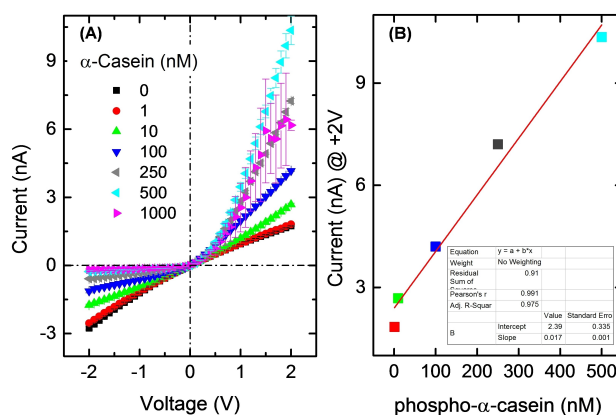 (A)
α-Casein (nM)
0
1
10
100
250
500
1000
9
6
3
0
-3
Current (nA)
-2 -1 0 1 2
Voltage (V)
(B)
9
6
3
Current (nA) @ +2V
Equation y = a + b*x
Weight No Weighting
Residual 0.91
Sum of
Pearson's r 0.991
Adj. R-Squar 0.975
Value Standard Erro
B Intercept 2.39 0.335
Slope 0.017 0.001
0 100 200 300 400 500
phospho-α-casein (nM)